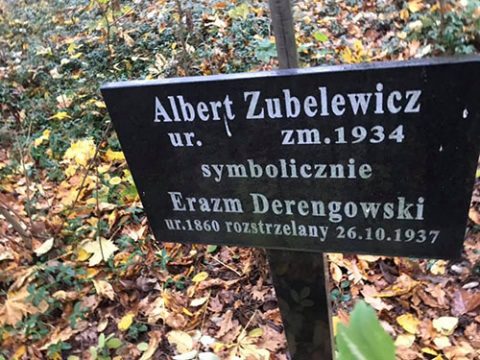 Albert Zubelewicz
ur. zm.1934
symbolicznie
Erazm Derengowski
ur.1860 rozstrzelany 26.10.1937